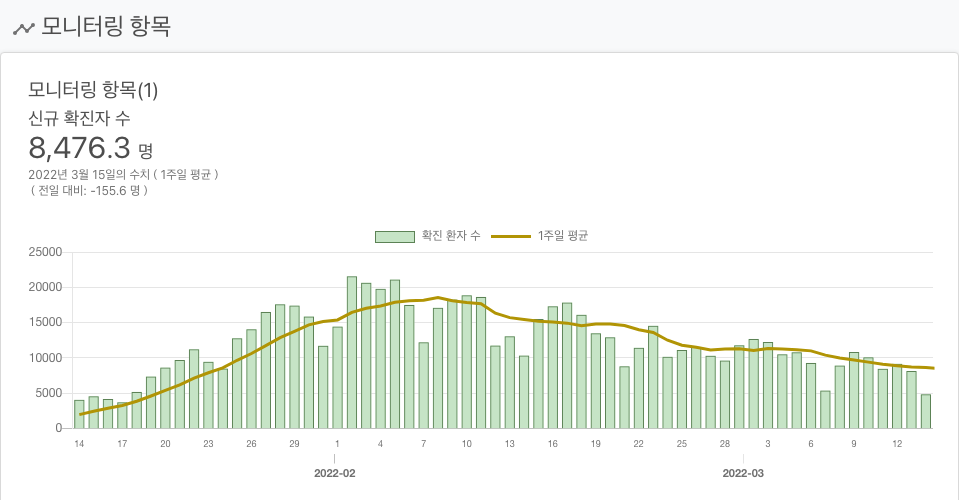 모니터링 항목
모니터링 항목(1)
신규 확진자 수
8,476.3 명
2022년 3월 15일의 수치 ( 1주일 평균 )
( 전일 대비: -155.6 명 )
확진 환자 수 1주일 평균
25000
20000
15000
10000
5000
0
14 17 20 23 26 29 1 4 7 10 13 16 19 22 25 28 3 6 9 12
2022-02 2022-03